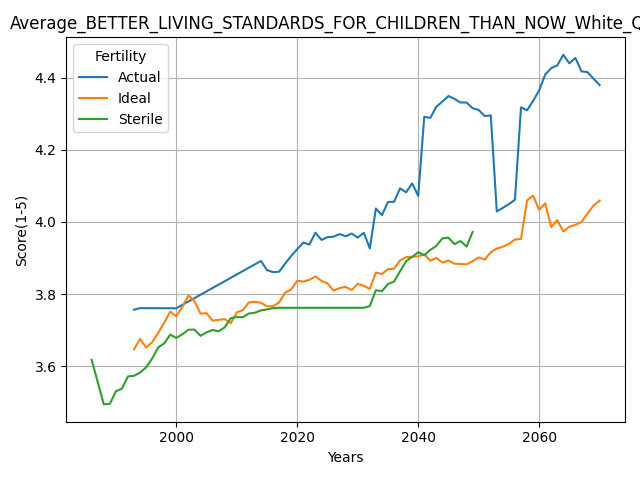 Average_BETTER_LIVING_STANDARDS_FOR_CHILDREN_THAN_NOW_White_Q
Fertility
Actual
Ideal
Sterile
Score(1-5)
4.4
4.2
4.0
3.8
3.6
2000 2020 2040 2060
Years